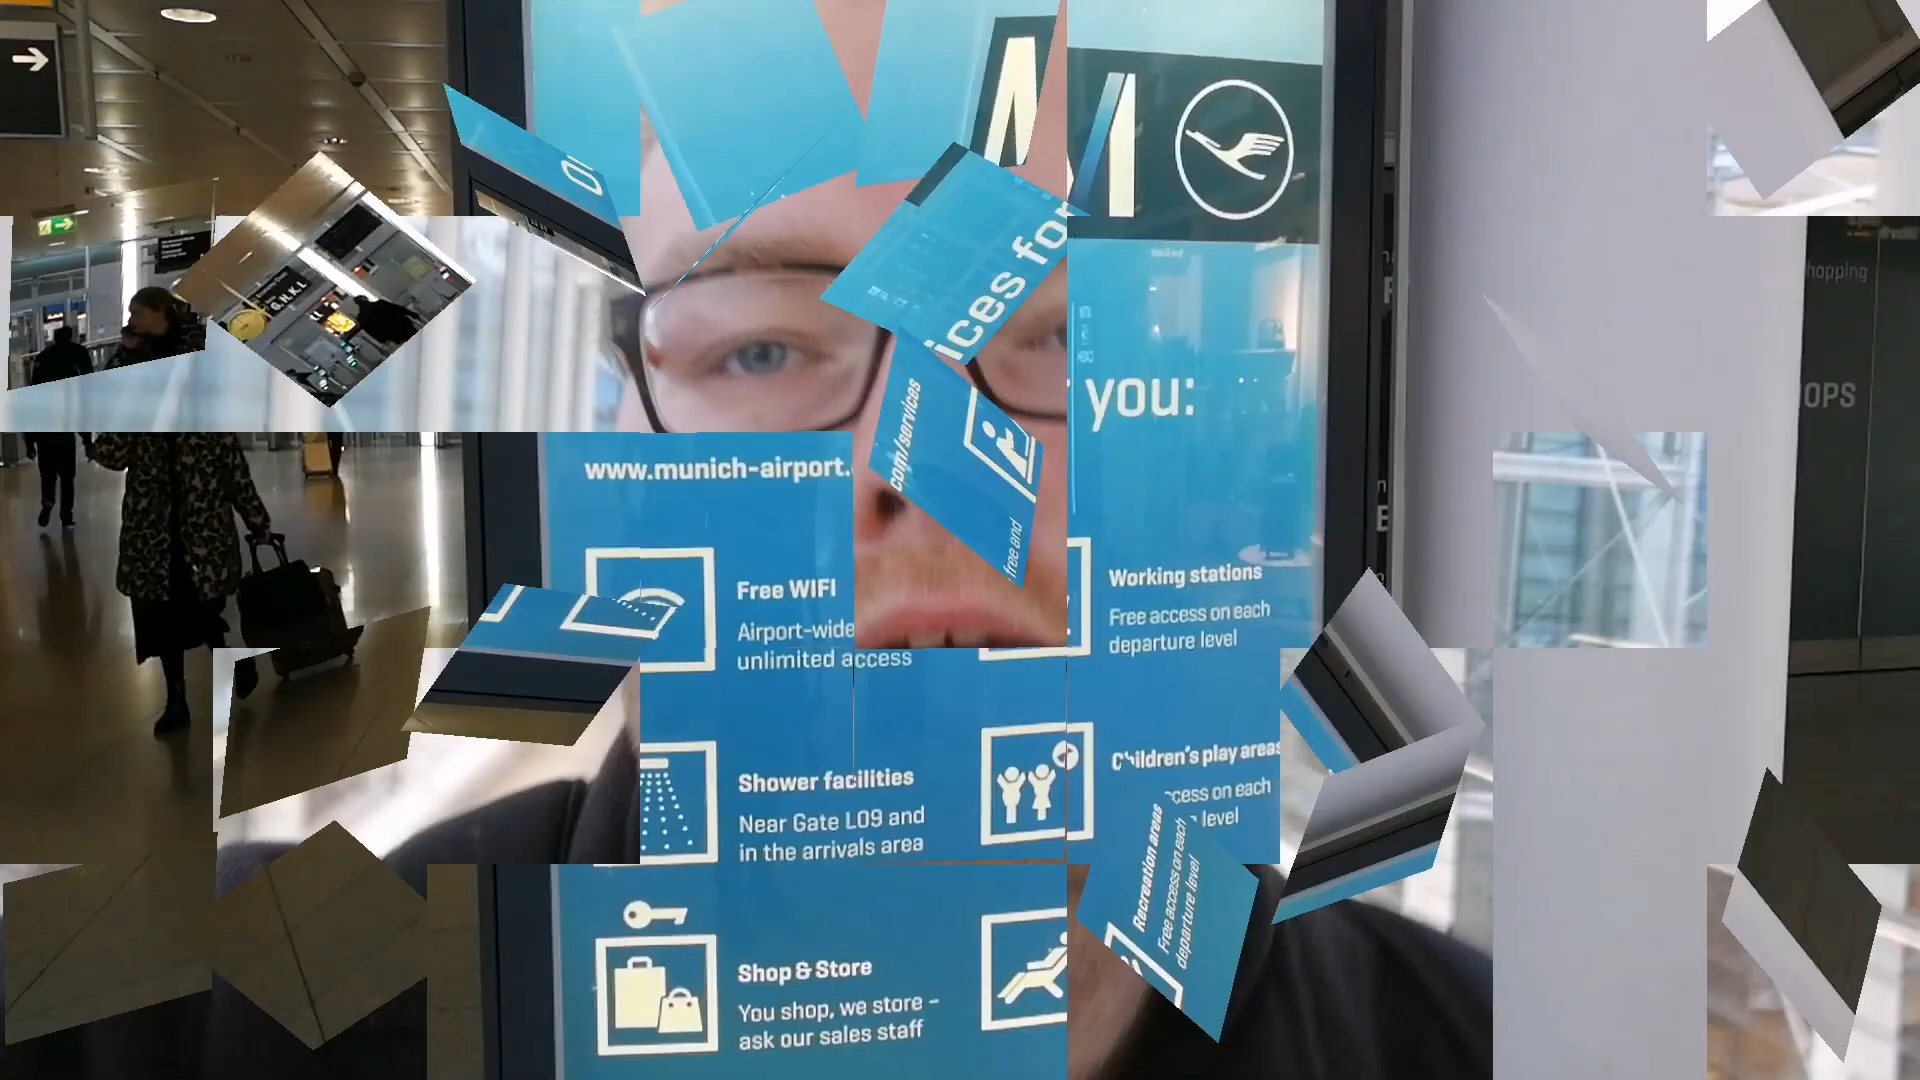 G, H, K, L
M
ices for
you:
www.munich-airport.
com/services
free and
Free WIFI
Airport-wide
unlimited access
Working stations
Free access on each
departure level
Shower facilities
Near Gate L09 and
in the arrivals area
Children's play areas
access on each
level
Recreation areas
Free access on each
departure level
Shop & Store
You shop, we store –
ask our sales staff
hopping
OPS